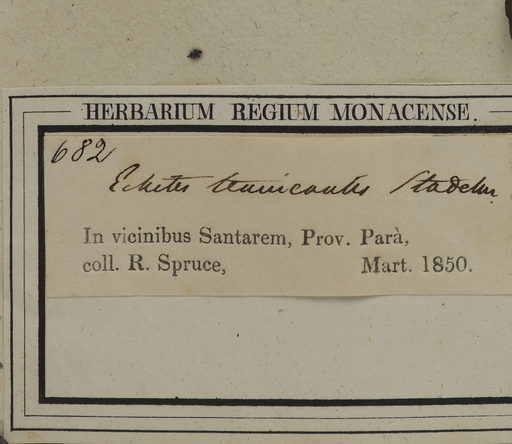 HERBARIUM REGIUM MONACENSE.
682
Echites tenuicaulis Stadelm.
In vicinibus Santarem, Prov. Parà,
coll. R. Spruce, Mart. 1850.